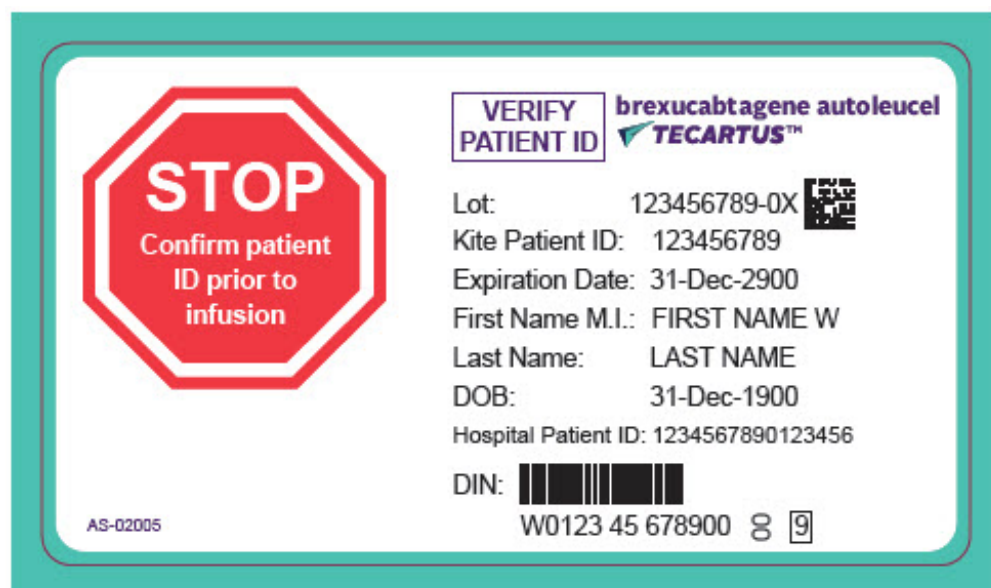 STOP
Confirm patient
ID prior to
infusion
AS-02005
VERIFY
PATIENT ID
brexucabtagene autoleucel
TECARTUS™
Lot: 123456789-0X
Kite Patient ID: 123456789
Expiration Date: 31-Dec-2900
First Name M.I.: FIRST NAME W
Last Name: LAST NAME
DOB: 31-Dec-1900
Hospital Patient ID: 1234567890123456
DIN:
W0123 45 678900 00 9